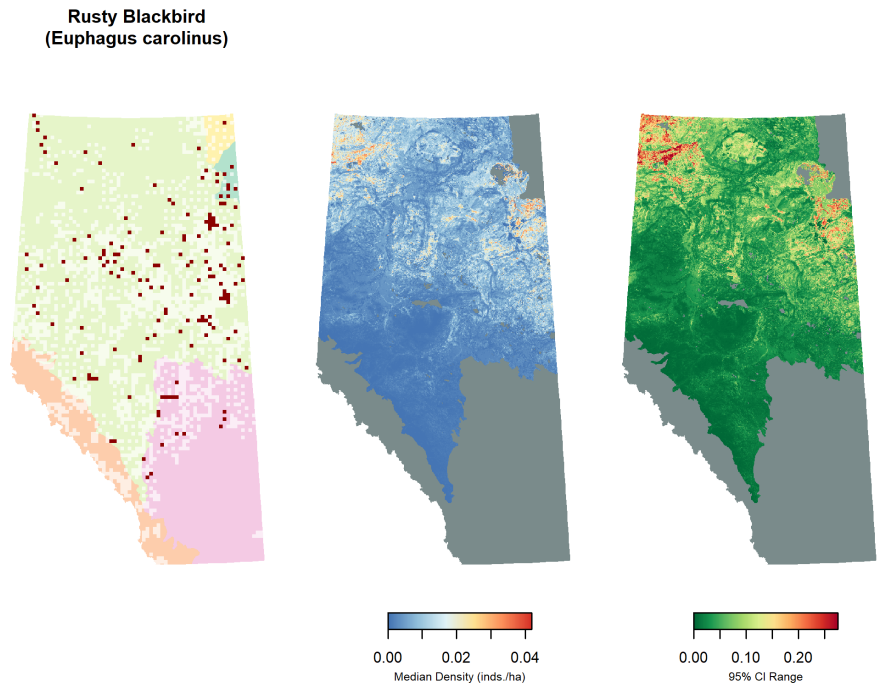 Rusty Blackbird
(Euphagus carolinus)
0.00 0.02 0.04
Median Density (inds./ha)
0.00 0.10 0.20
95% CI Range